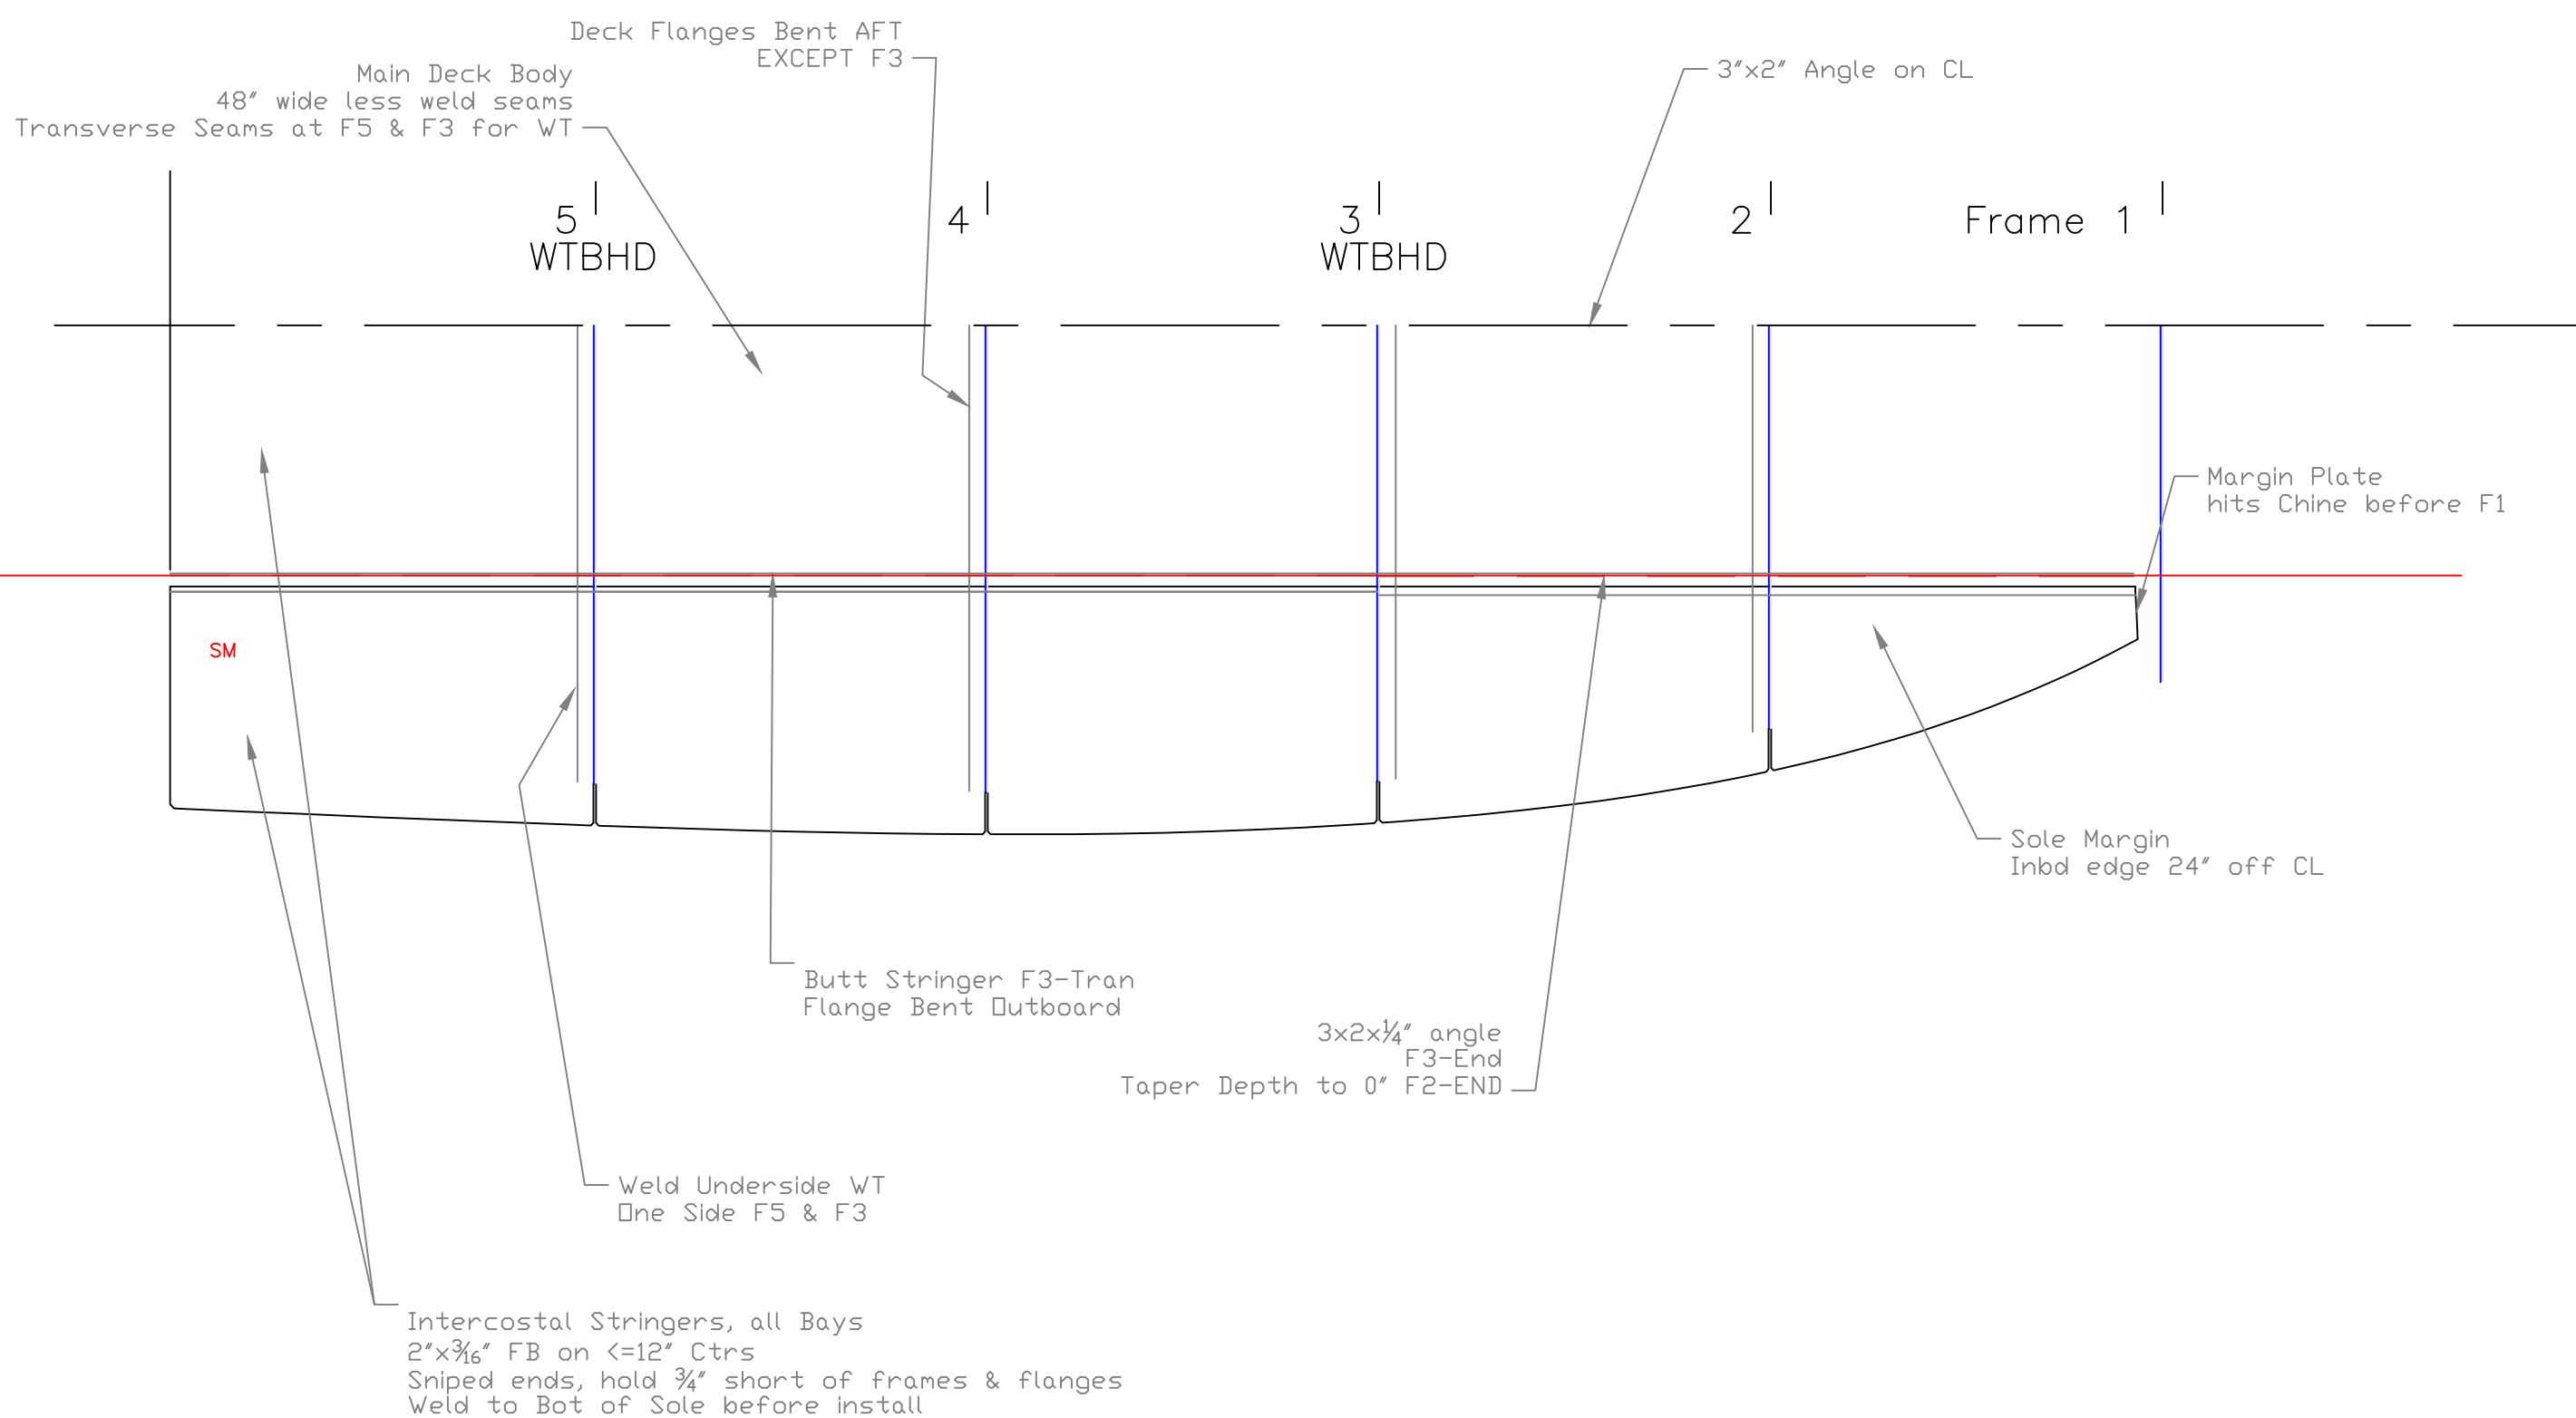 Deck Flanges Bent AFT
EXCEPT F3
Main Deck Body
48" wide less weld seams
Transverse Seams at F5 & F3 for WT
3"x2" Angle on CL
5
WTBHD
4
3
WTBHD
2
Frame 1
Margin Plate
hits Chine before F1
SM
Sole Margin
Inbd edge 24" off CL
Butt Stringer F3-Tran
Flange Bent Outboard
3x2x¼" angle
F3-End
Taper Depth to 0" F2-END
Weld Underside WT
One Side F5 & F3
Intercostal Stringers, all Bays
2"x3⁄16" FB on <=12" Ctrs
Sniped ends, hold ¾" short of frames & flanges
Weld to Bot of Sole before install